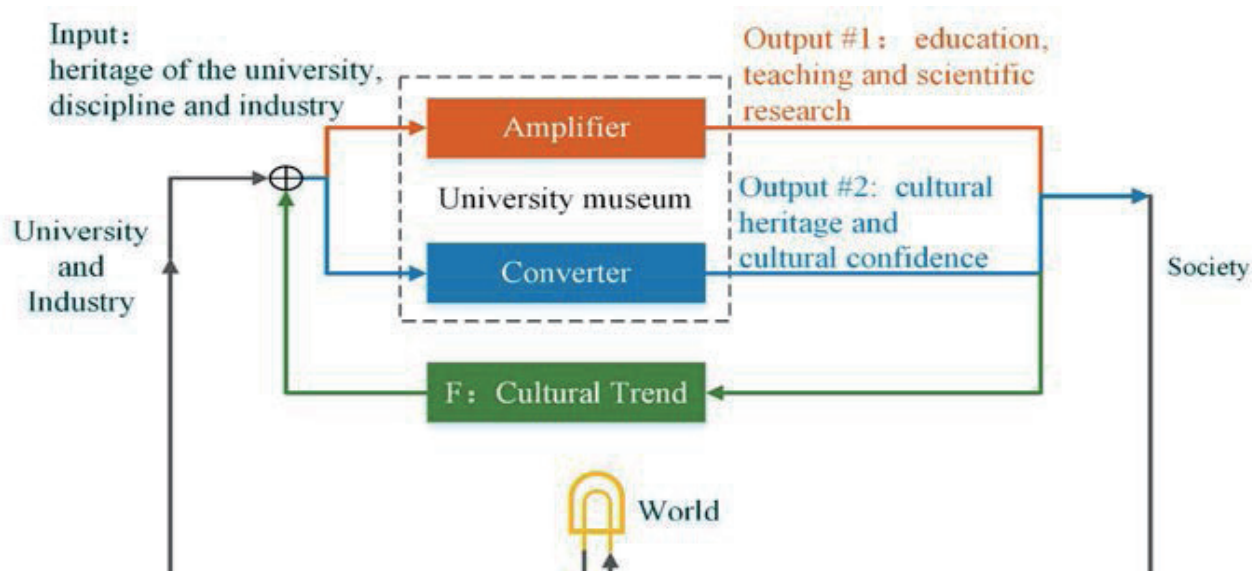 Input：
heritage of the university,
discipline and industry
Output #1： education,
teaching and scientific
research
Amplifier
University museum
Output #2: cultural
heritage and
cultural confidence
Converter
University
and
Industry
Society
F：Cultural Trend
World